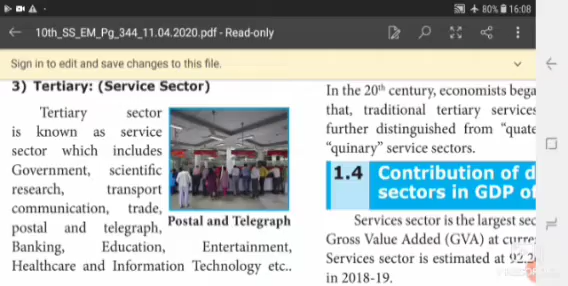 80% 16:08
10th_SS_EM_Pg_344_11.04.2020.pdf - Read-only
Sign in to edit and save changes to this file.
3) Tertiary: (Service Sector)
Tertiary sector
is known as service
sector which includes
Government, scientific
research, transport
communication, trade,
postal and telegraph,
Banking, Education, Entertainment,
Healthcare and Information Technology etc..
Postal and Telegraph
In the 20th century, economists bega
that, traditional tertiary services
further distinguished from “quate
“quinary” service sectors.
1.4 Contribution of d
sectors in GDP of
Services sector is the largest sec
Gross Value Added (GVA) at curre
Services sector is estimated at 92.2
in 2018-19.